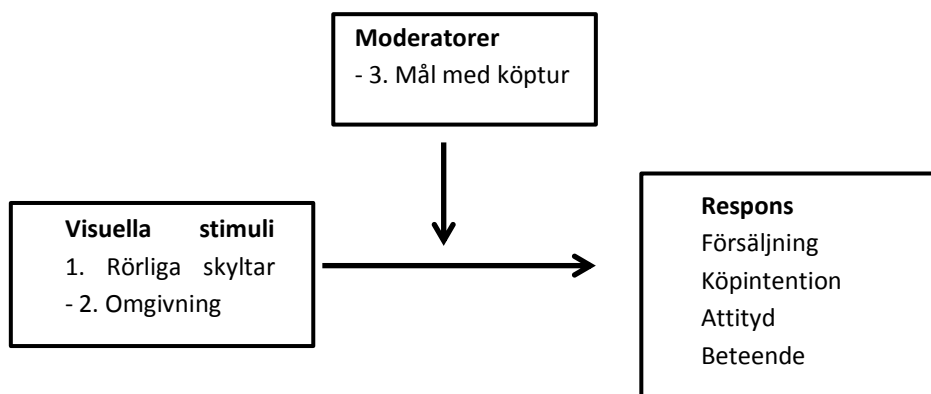 Moderatorer
- 3. Mål med köptur
Visuella stimuli
1. Rörliga skyltar
- 2. Omgivning
Respons
Försäljning
Köpintention
Attityd
Beteende